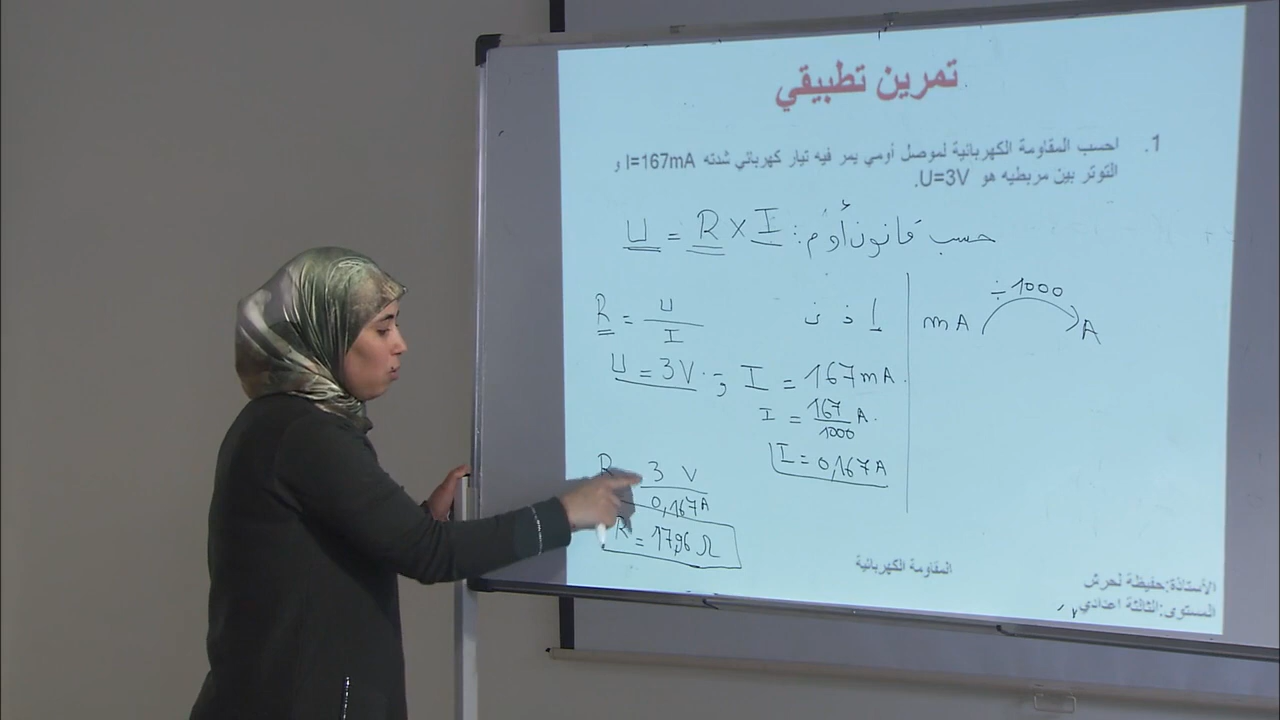 تمرين تطبيقي
1. احسب المقاومة الكهربائية لموصل أومي يمر فيه تيار كهربائي شدته I=167mA و
التوتر بين مربطيه هو U=3V.
حسب قانون أوم: U = R × I
إذن R = U / I
mA ÷1000 A
U = 3V ; I = 167mA
I = 167/1000 A
I = 0,167A
R 3 V / 0,167A
R = 17,96 Ω
المقاومة الكهربائية
الأستاذة:حفيظة لحرش
المستوى:الثالثة اعدادي